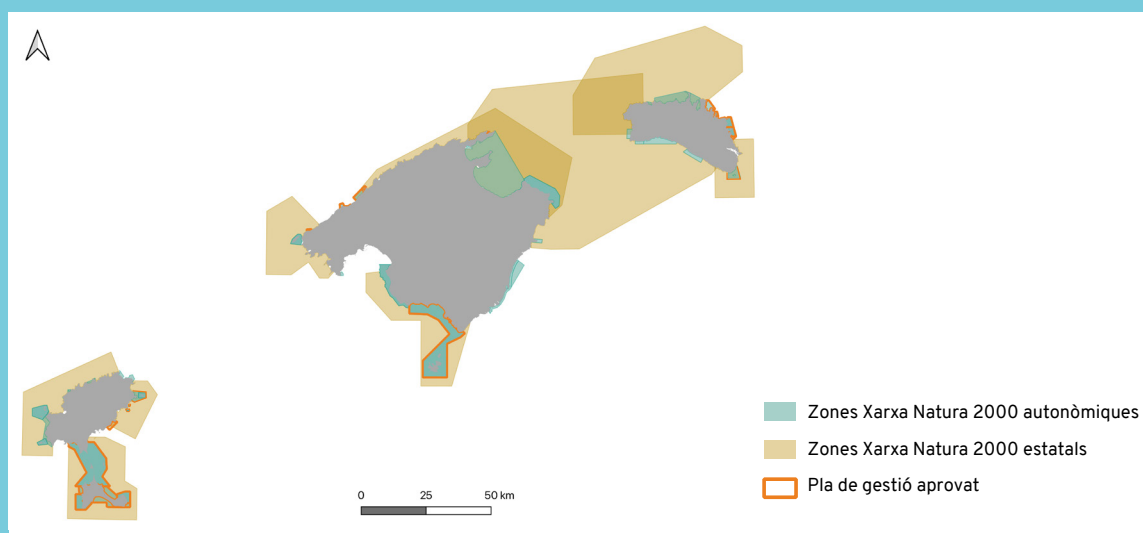 Zones Xarxa Natura 2000 autonòmiques
Zones Xarxa Natura 2000 estatals
Pla de gestió aprovat
0 25 50 km